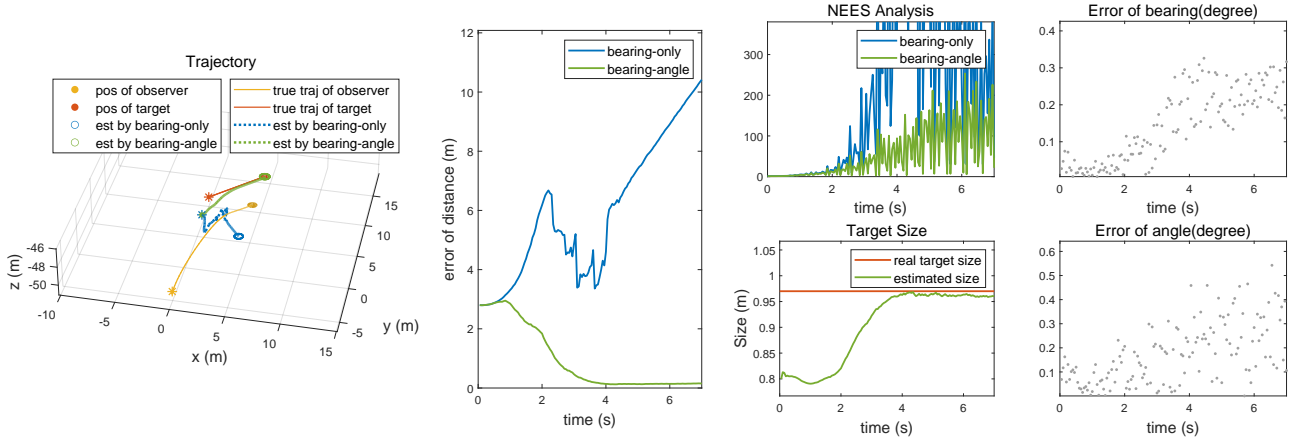 Trajectory
pos of observer
pos of target
est by bearing-only
est by bearing-angle
true traj of observer
true traj of target
est by bearing-only
est by bearing-angle
-46
-48
-50
z (m)
-10
-5
0
5
10
15
x (m)
-5
0
5
10
15
y (m)
12
10
8
6
4
2
0
error of distance (m)
0
2
4
6
time (s)
bearing-only
bearing-angle
NEES Analysis
bearing-only
bearing-angle
300
200
100
0
0
2
4
6
time (s)
Error of bearing(degree)
0.3
0.2
0.1
0
2
4
6
time (s)
Target Size
real target size
estimated size
1.05
1
0.95
0.9
0.85
0.8
Size (m)
0
2
4
6
time (s)
Error of angle(degree)
0.6
0.5
0.4
0.3
0.2
0.1
0
2
4
6
time (s)